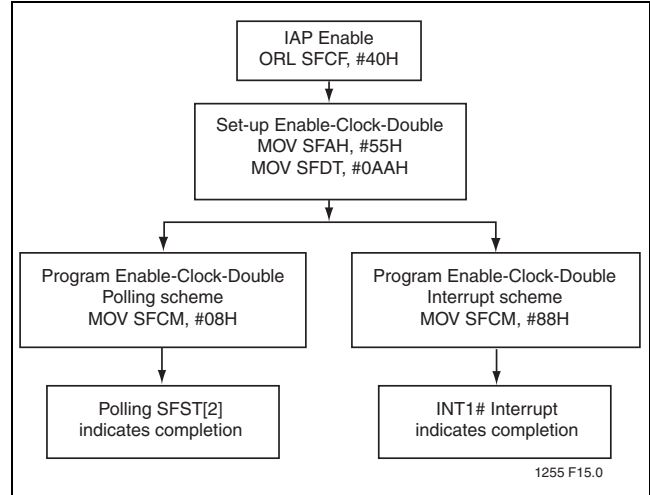 IAP Enable
ORL SFCF, #40H
Set-up Enable-Clock-Double
MOV SFAH, #55H
MOV SFDT, #0AAH
Program Enable-Clock-Double
Polling scheme
MOV SFCM, #08H
Program Enable-Clock-Double
Interrupt scheme
MOV SFCM, #88H
Polling SFST[2]
indicates completion
INT1# Interrupt
indicates completion
1255 F15.0